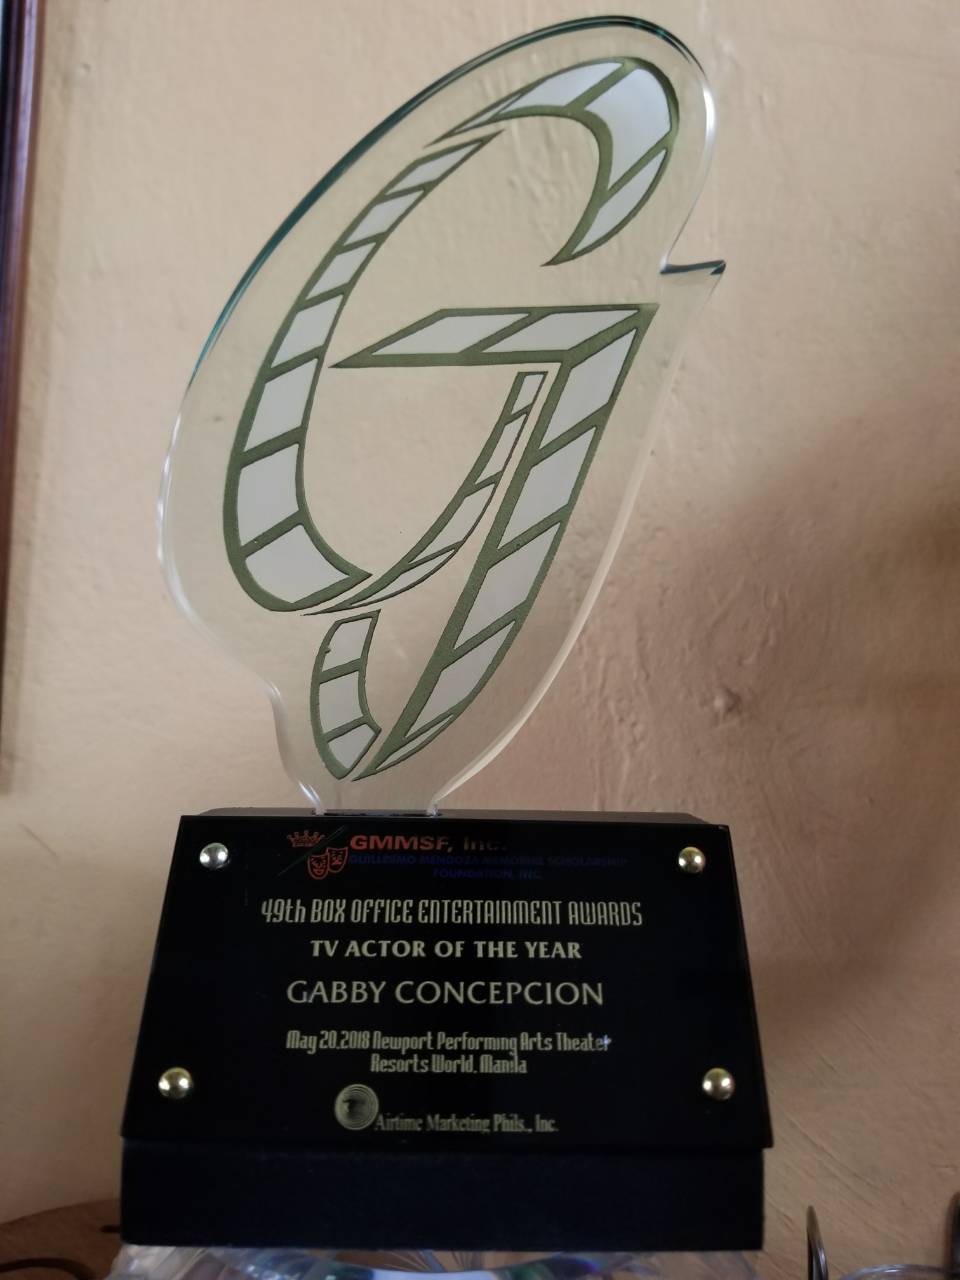 GMMSF, Inc.
GUILLERMO MENDOZA MEMORIAL SCHOLARSHIP
FOUNDATION, INC.
49th BOX OFFICE ENTERTAINMENT AWARDS
TV ACTOR OF THE YEAR
GABBY CONCEPCION
May 20,2018 Newport Performing Arts Theater
Resorts World, Manila
Airtime Marketing Phils., Inc.